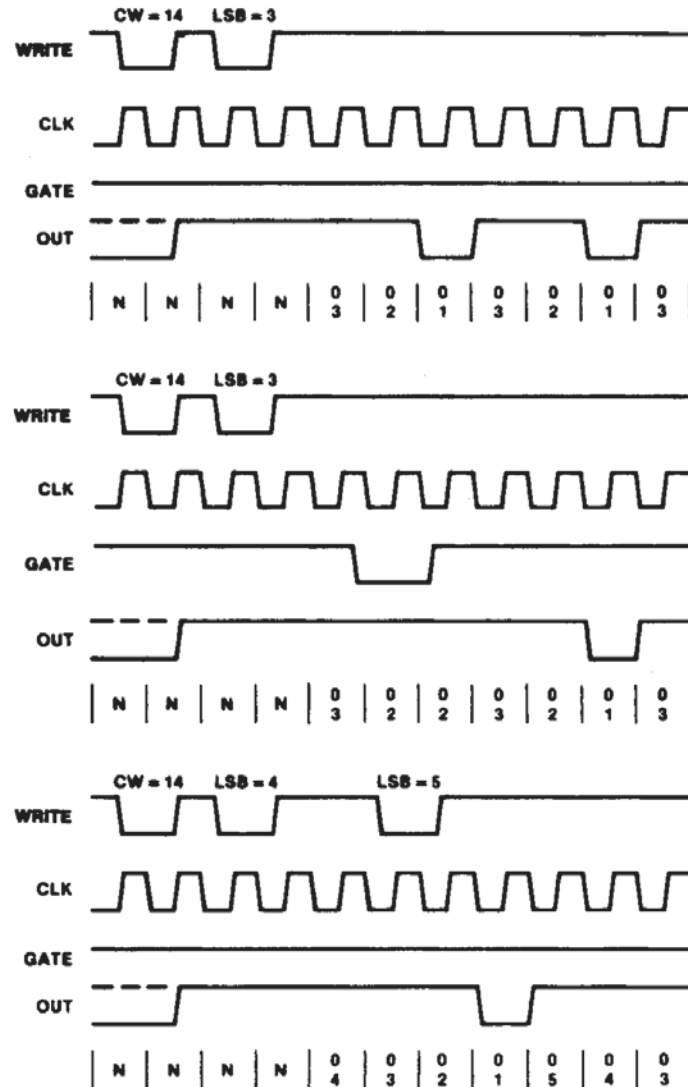 CW = 14 LSB = 3
WRITE
CLK
GATE
OUT
N N N N 0 0 0 0 0 0 0
3 2 1 3 2 1 3
CW = 14 LSB = 3
WRITE
CLK
GATE
OUT
N N N N 0 0 0 0 0 0 0
3 2 2 3 2 1 3
CW = 14 LSB = 4 LSB = 5
WRITE
CLK
GATE
OUT
N N N N 0 0 0 0 0 0 0
4 3 2 1 5 4 3